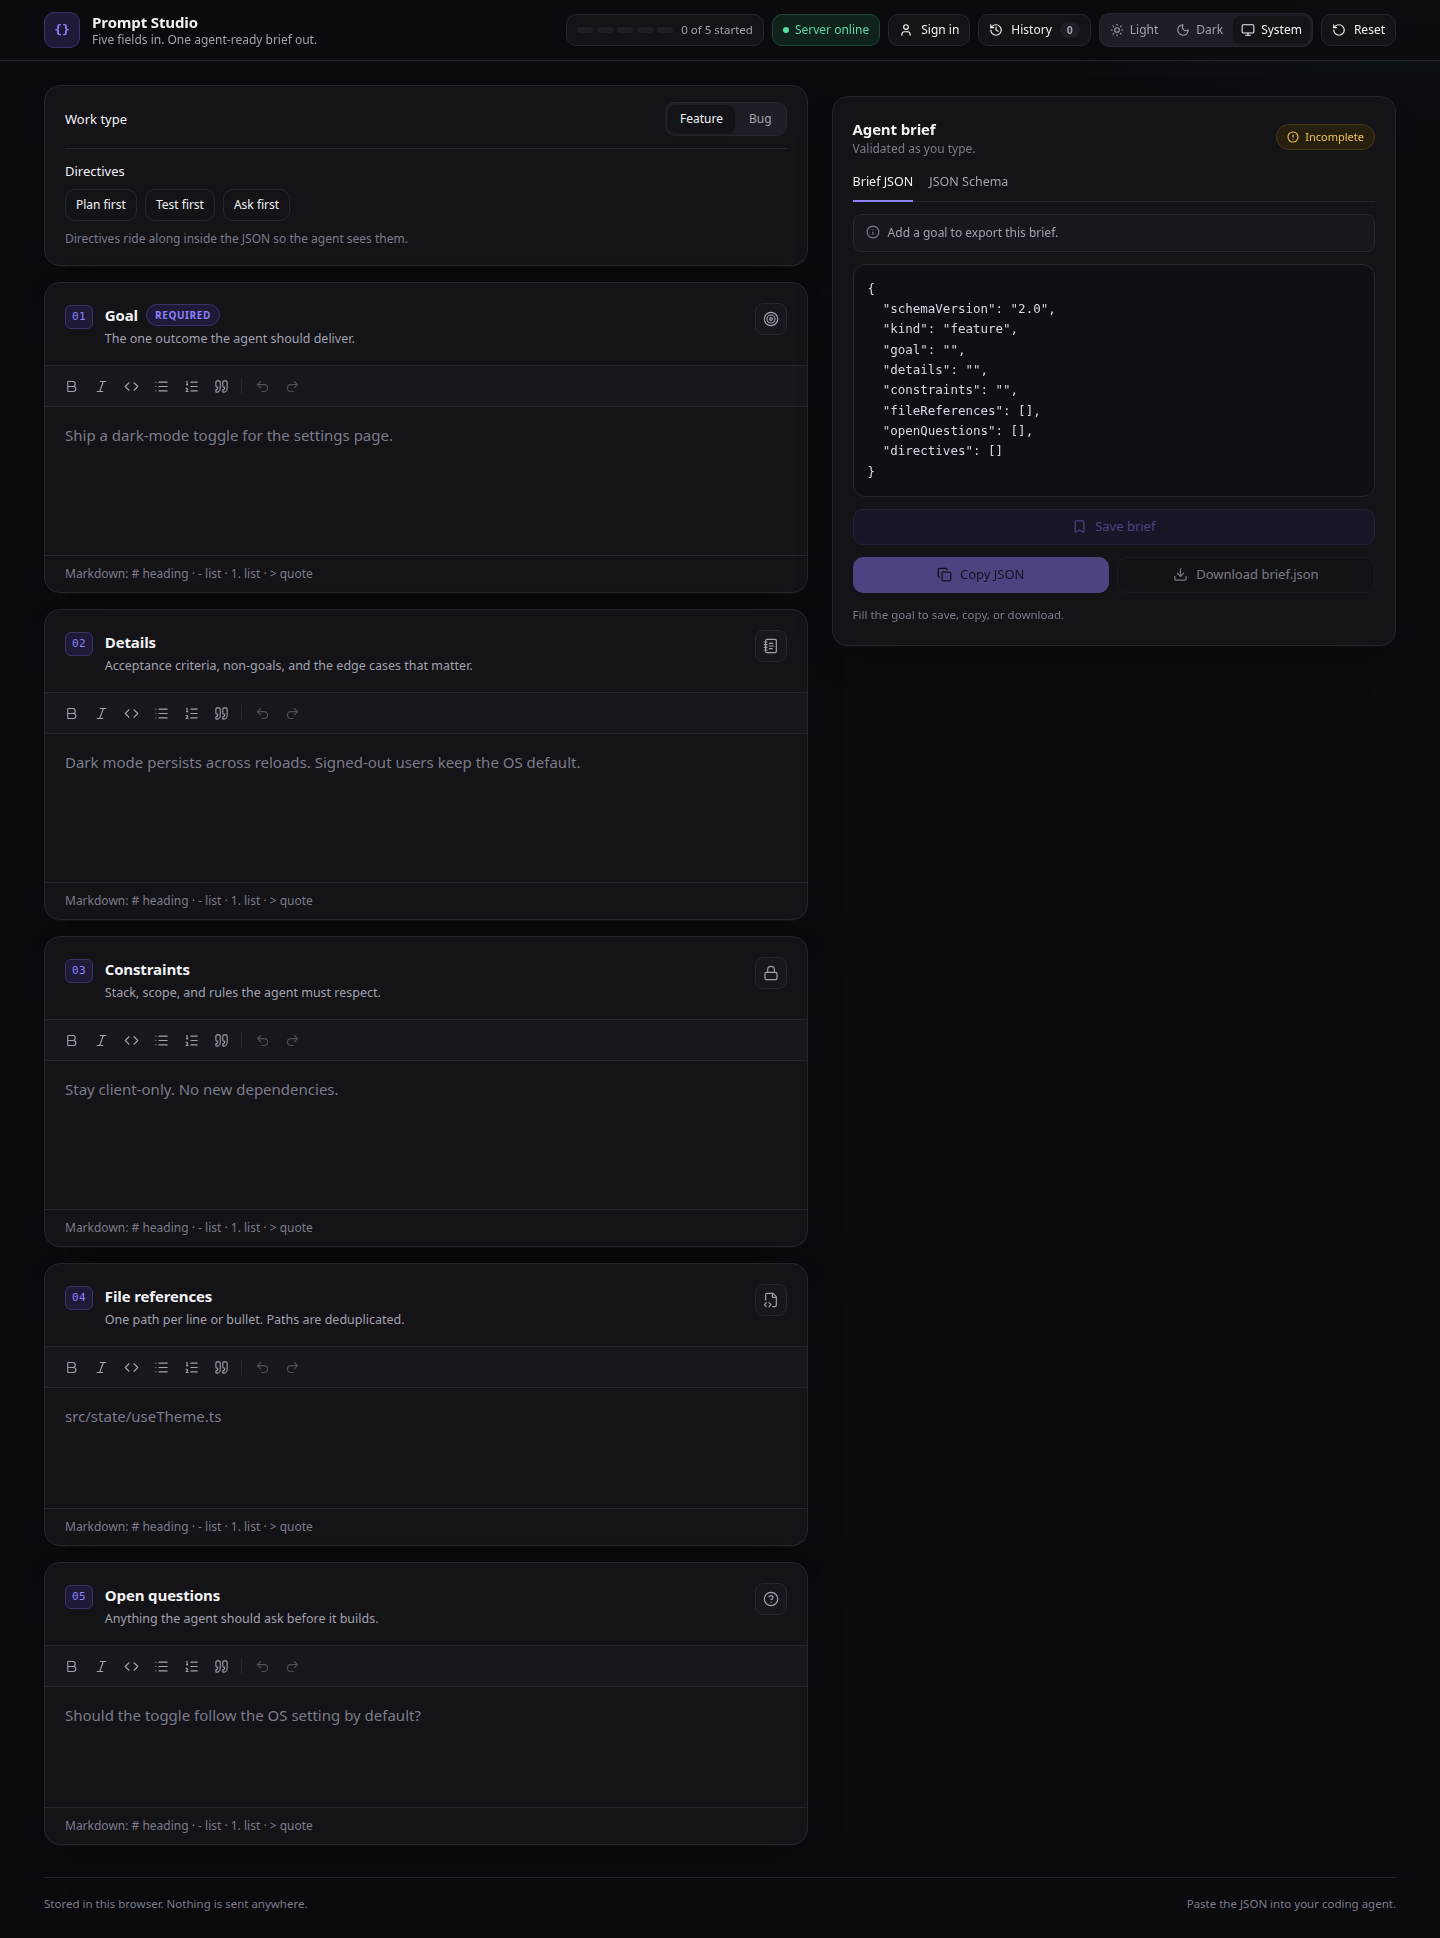 {}
Prompt Studio
Five fields in. One agent-ready brief out.
0 of 5 started
Server online
Sign in
History 0
Light
Dark
System
Reset
Work type
Feature
Bug
Directives
Plan first
Test first
Ask first
Directives ride along inside the JSON so the agent sees them.
01
Goal
REQUIRED
The one outcome the agent should deliver.
Ship a dark-mode toggle for the settings page.
Markdown: # heading · - list · 1. list · > quote
02
Details
Acceptance criteria, non-goals, and the edge cases that matter.
Dark mode persists across reloads. Signed-out users keep the OS default.
Markdown: # heading · - list · 1. list · > quote
03
Constraints
Stack, scope, and rules the agent must respect.
Stay client-only. No new dependencies.
Markdown: # heading · - list · 1. list · > quote
04
File references
One path per line or bullet. Paths are deduplicated.
src/state/useTheme.ts
Markdown: # heading · - list · 1. list · > quote
05
Open questions
Anything the agent should ask before it builds.
Should the toggle follow the OS setting by default?
Markdown: # heading · - list · 1. list · > quote
Agent brief
Validated as you type.
Incomplete
Brief JSON
JSON Schema
Add a goal to export this brief.
{
  "schemaVersion": "2.0",
  "kind": "feature",
  "goal": "",
  "details": "",
  "constraints": "",
  "fileReferences": [],
  "openQuestions": [],
  "directives": []
}
Save brief
Copy JSON
Download brief.json
Fill the goal to save, copy, or download.
Stored in this browser. Nothing is sent anywhere.
Paste the JSON into your coding agent.